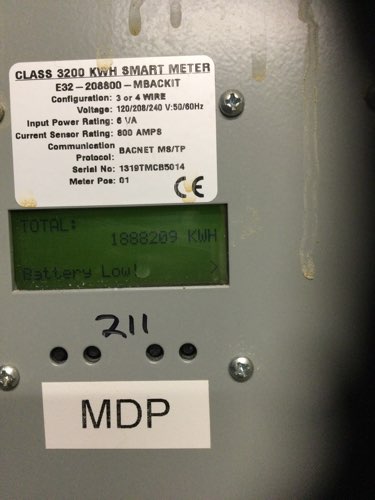 CLASS 3200 KWH SMART METER
E32-208800-MBACKIT
Configuration: 3 or 4 WIRE
Voltage: 120/208/240 V:50/60Hz
Input Power Rating: 6 VA
Current Sensor Rating: 800 AMPS
Communication
Protocol: BACNET MS/TP
Serial No: 1319TMCB5014
Meter Pos: 01
CE
TOTAL:
1888209 KWH
Battery Low! >
211
MDP